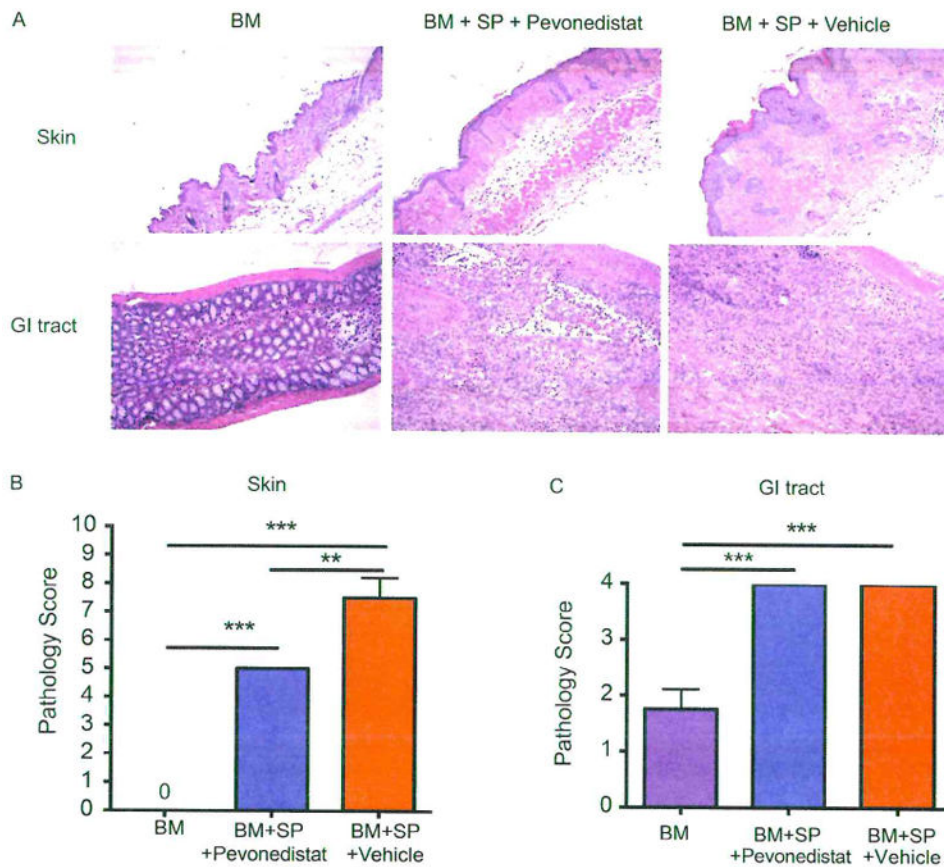 A
BM
BM + SP + Pevonedistat
BM + SP + Vehicle
Skin
GI tract
B
Skin
Pathology Score
10
9
8
7
6
5
4
3
2
1
0
***
**
***
0
BM
BM+SP
+Pevonedistat
BM+SP
+Vehicle
C
GI tract
Pathology Score
4
2
1
0
***
***
BM
BM+SP
+Pevonedistat
BM+SP
+Vehicle